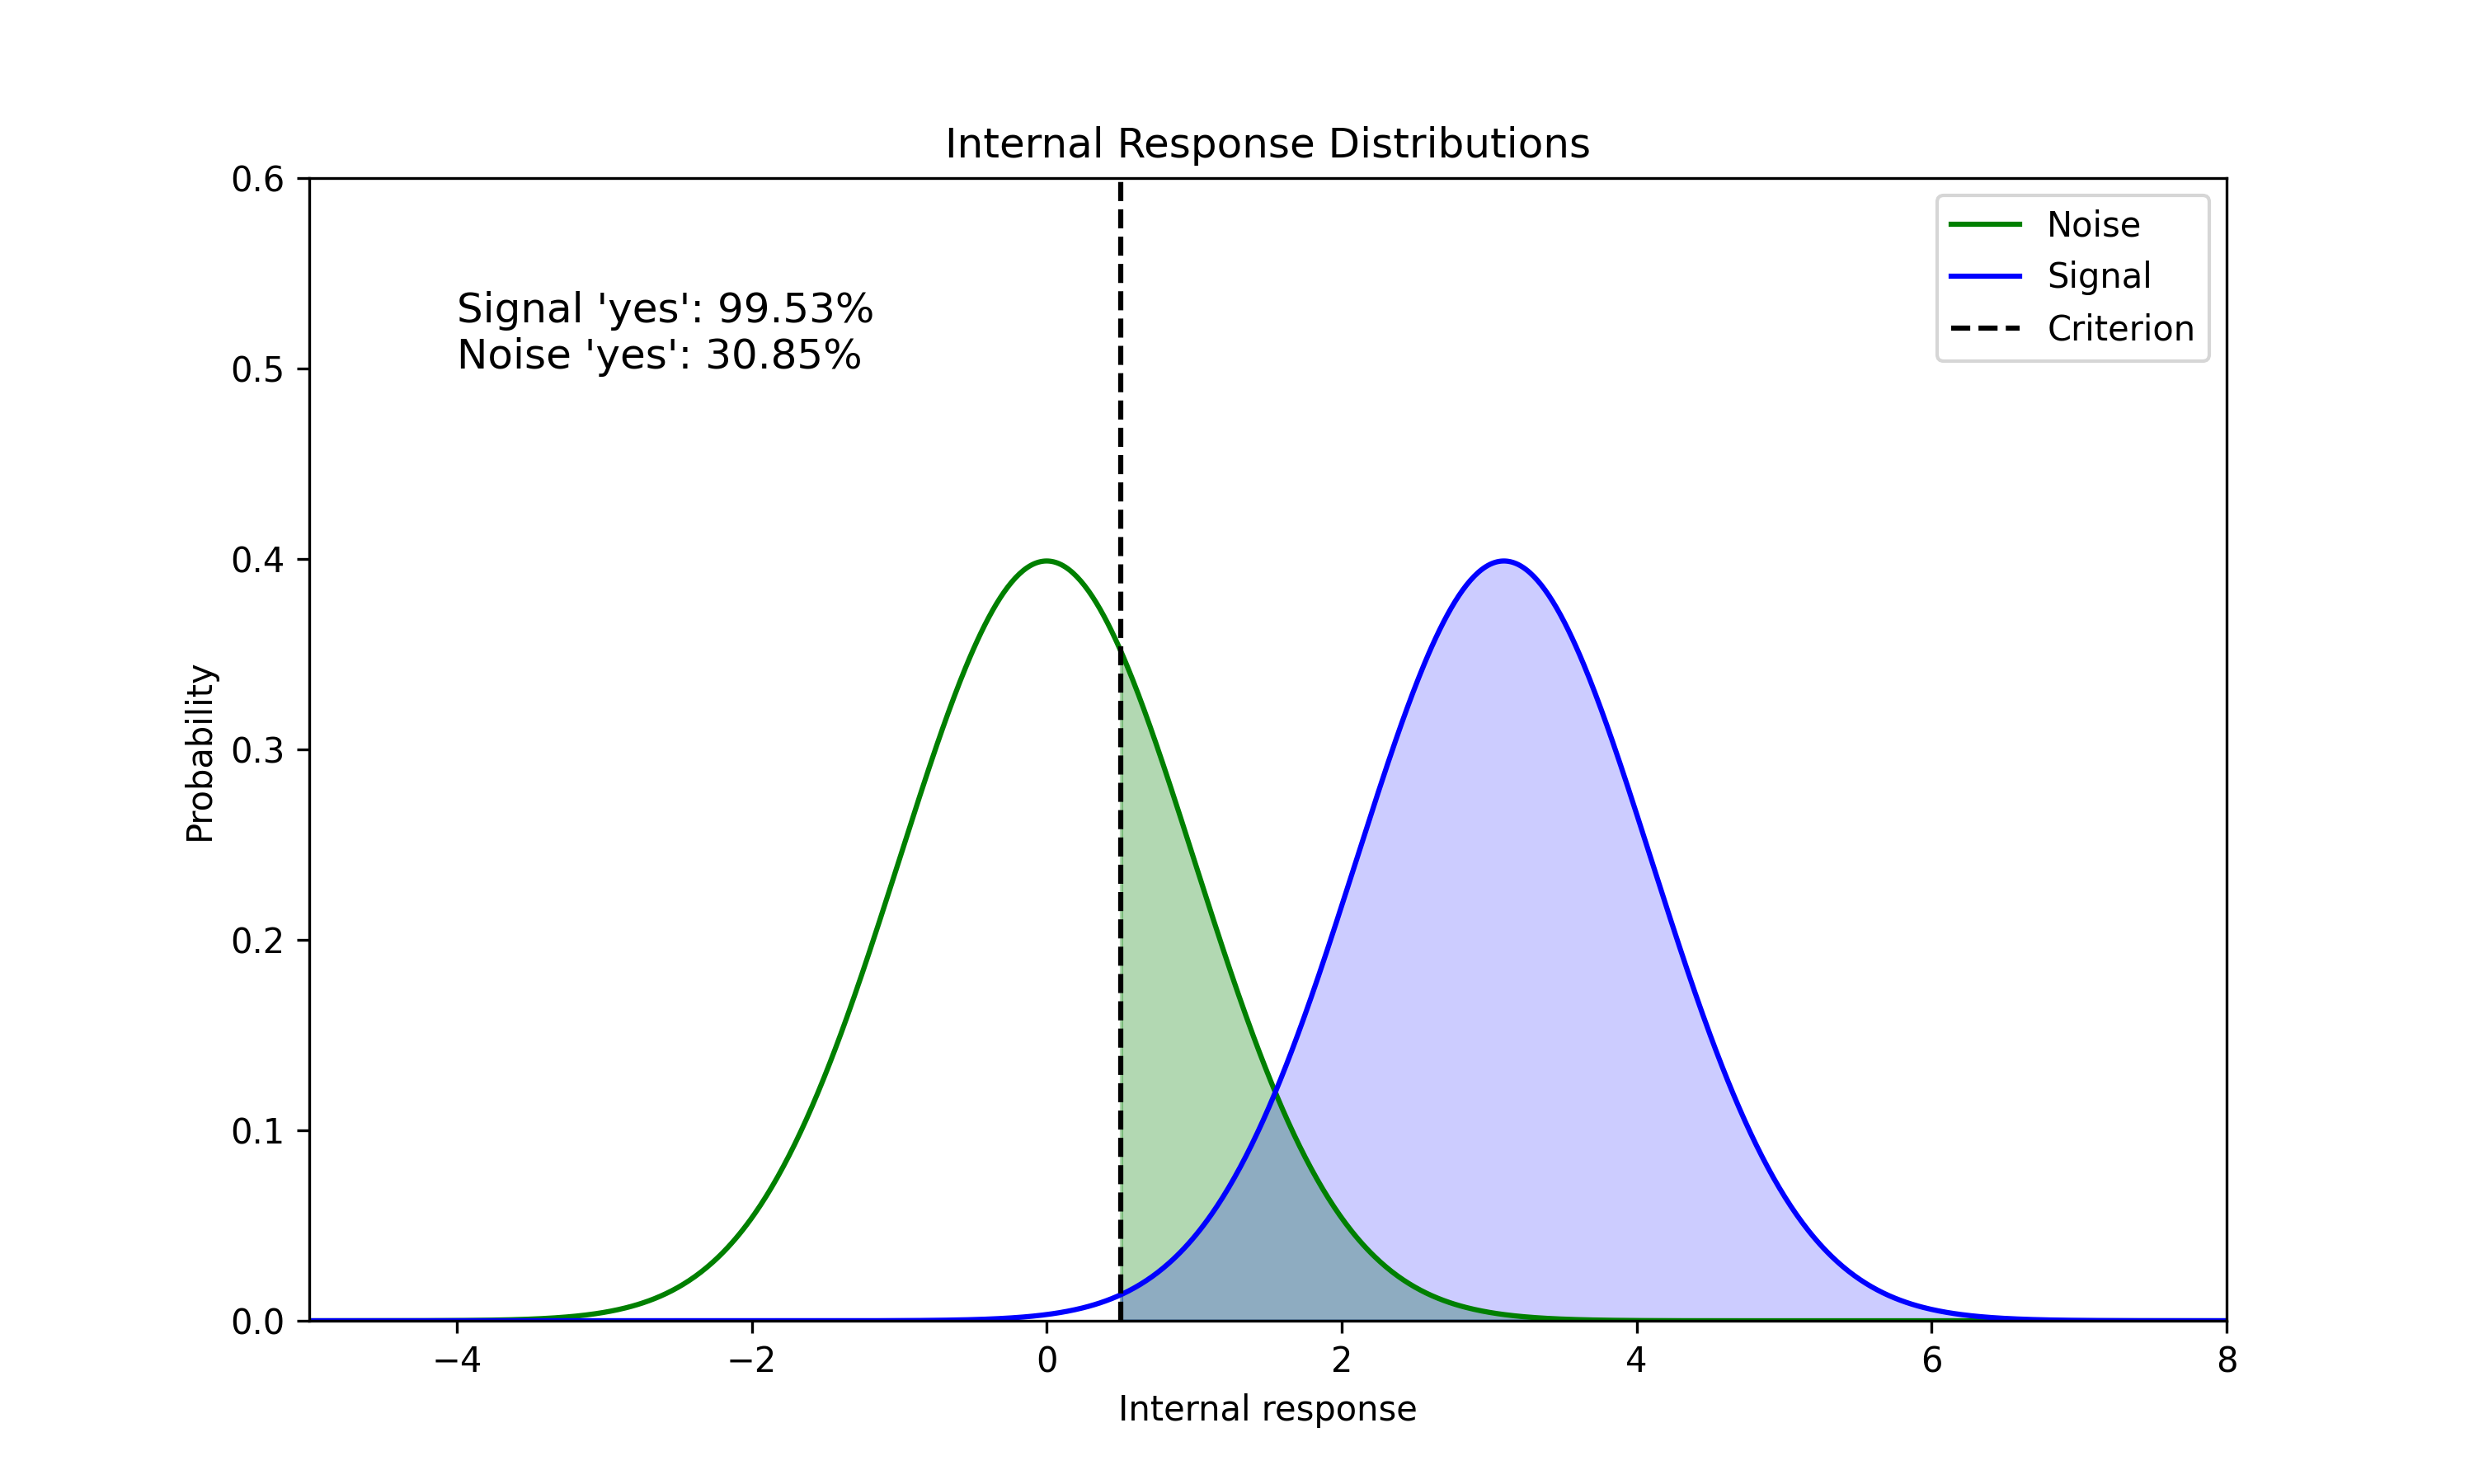 Internal Response Distributions
0.6
0.5
0.4
0.3
0.2
0.1
0.0
Probability
Signal 'yes': 99.53%
Noise 'yes': 30.85%
Noise
Signal
Criterion
−4
−2
0
2
4
6
8
Internal response